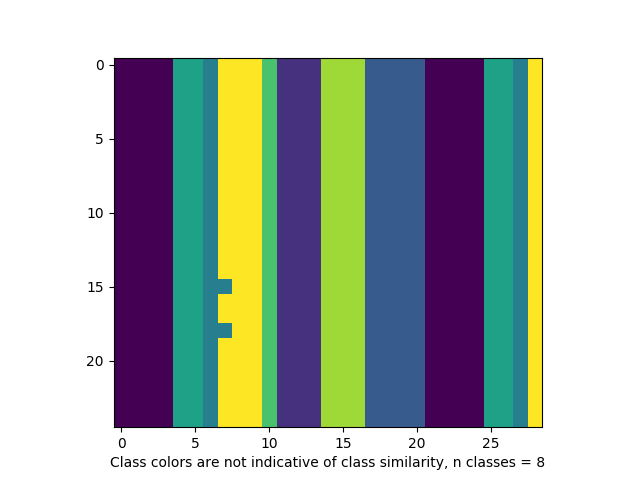 0
5
10
15
20
0 5 10 15 20 25
Class colors are not indicative of class similarity, n classes = 8